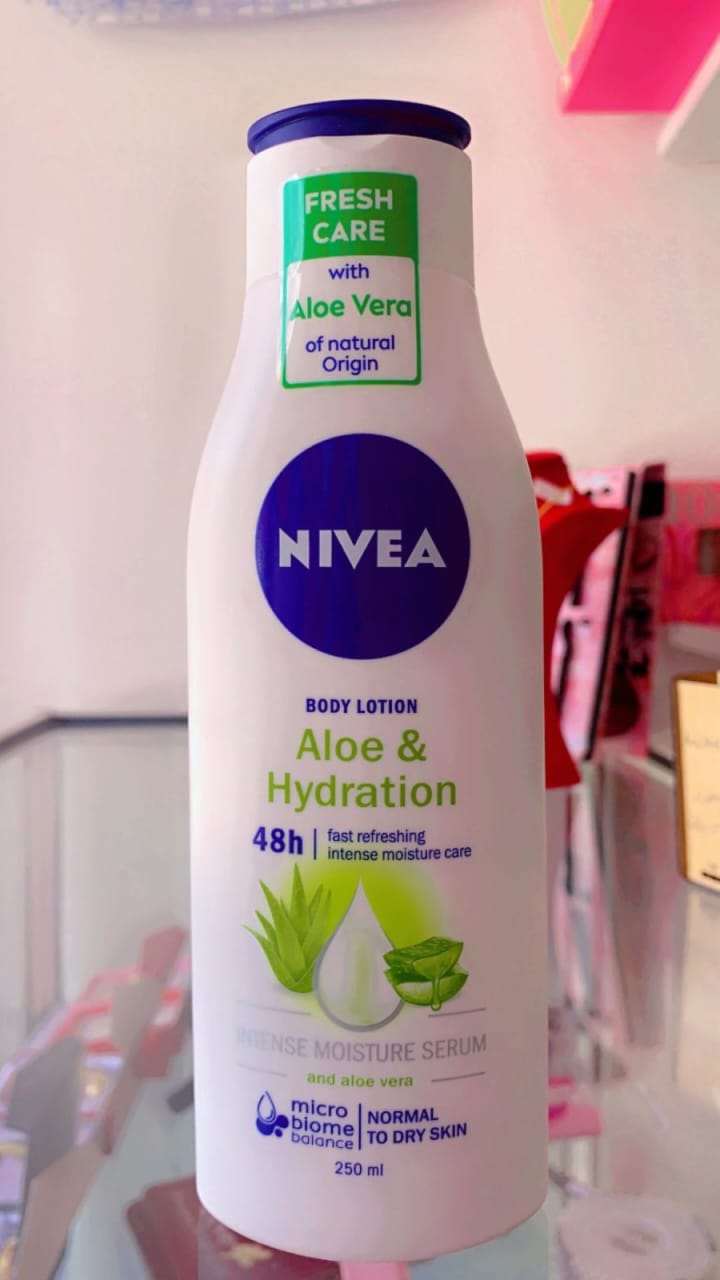 FRESH
CARE
with
Aloe Vera
of natural
Origin
NIVEA
BODY LOTION
Aloe &
Hydration
48h | fast refreshing
intense moisture care
INTENSE MOISTURE SERUM
and aloe vera
micro
biome
balance
NORMAL
TO DRY SKIN
250 ml